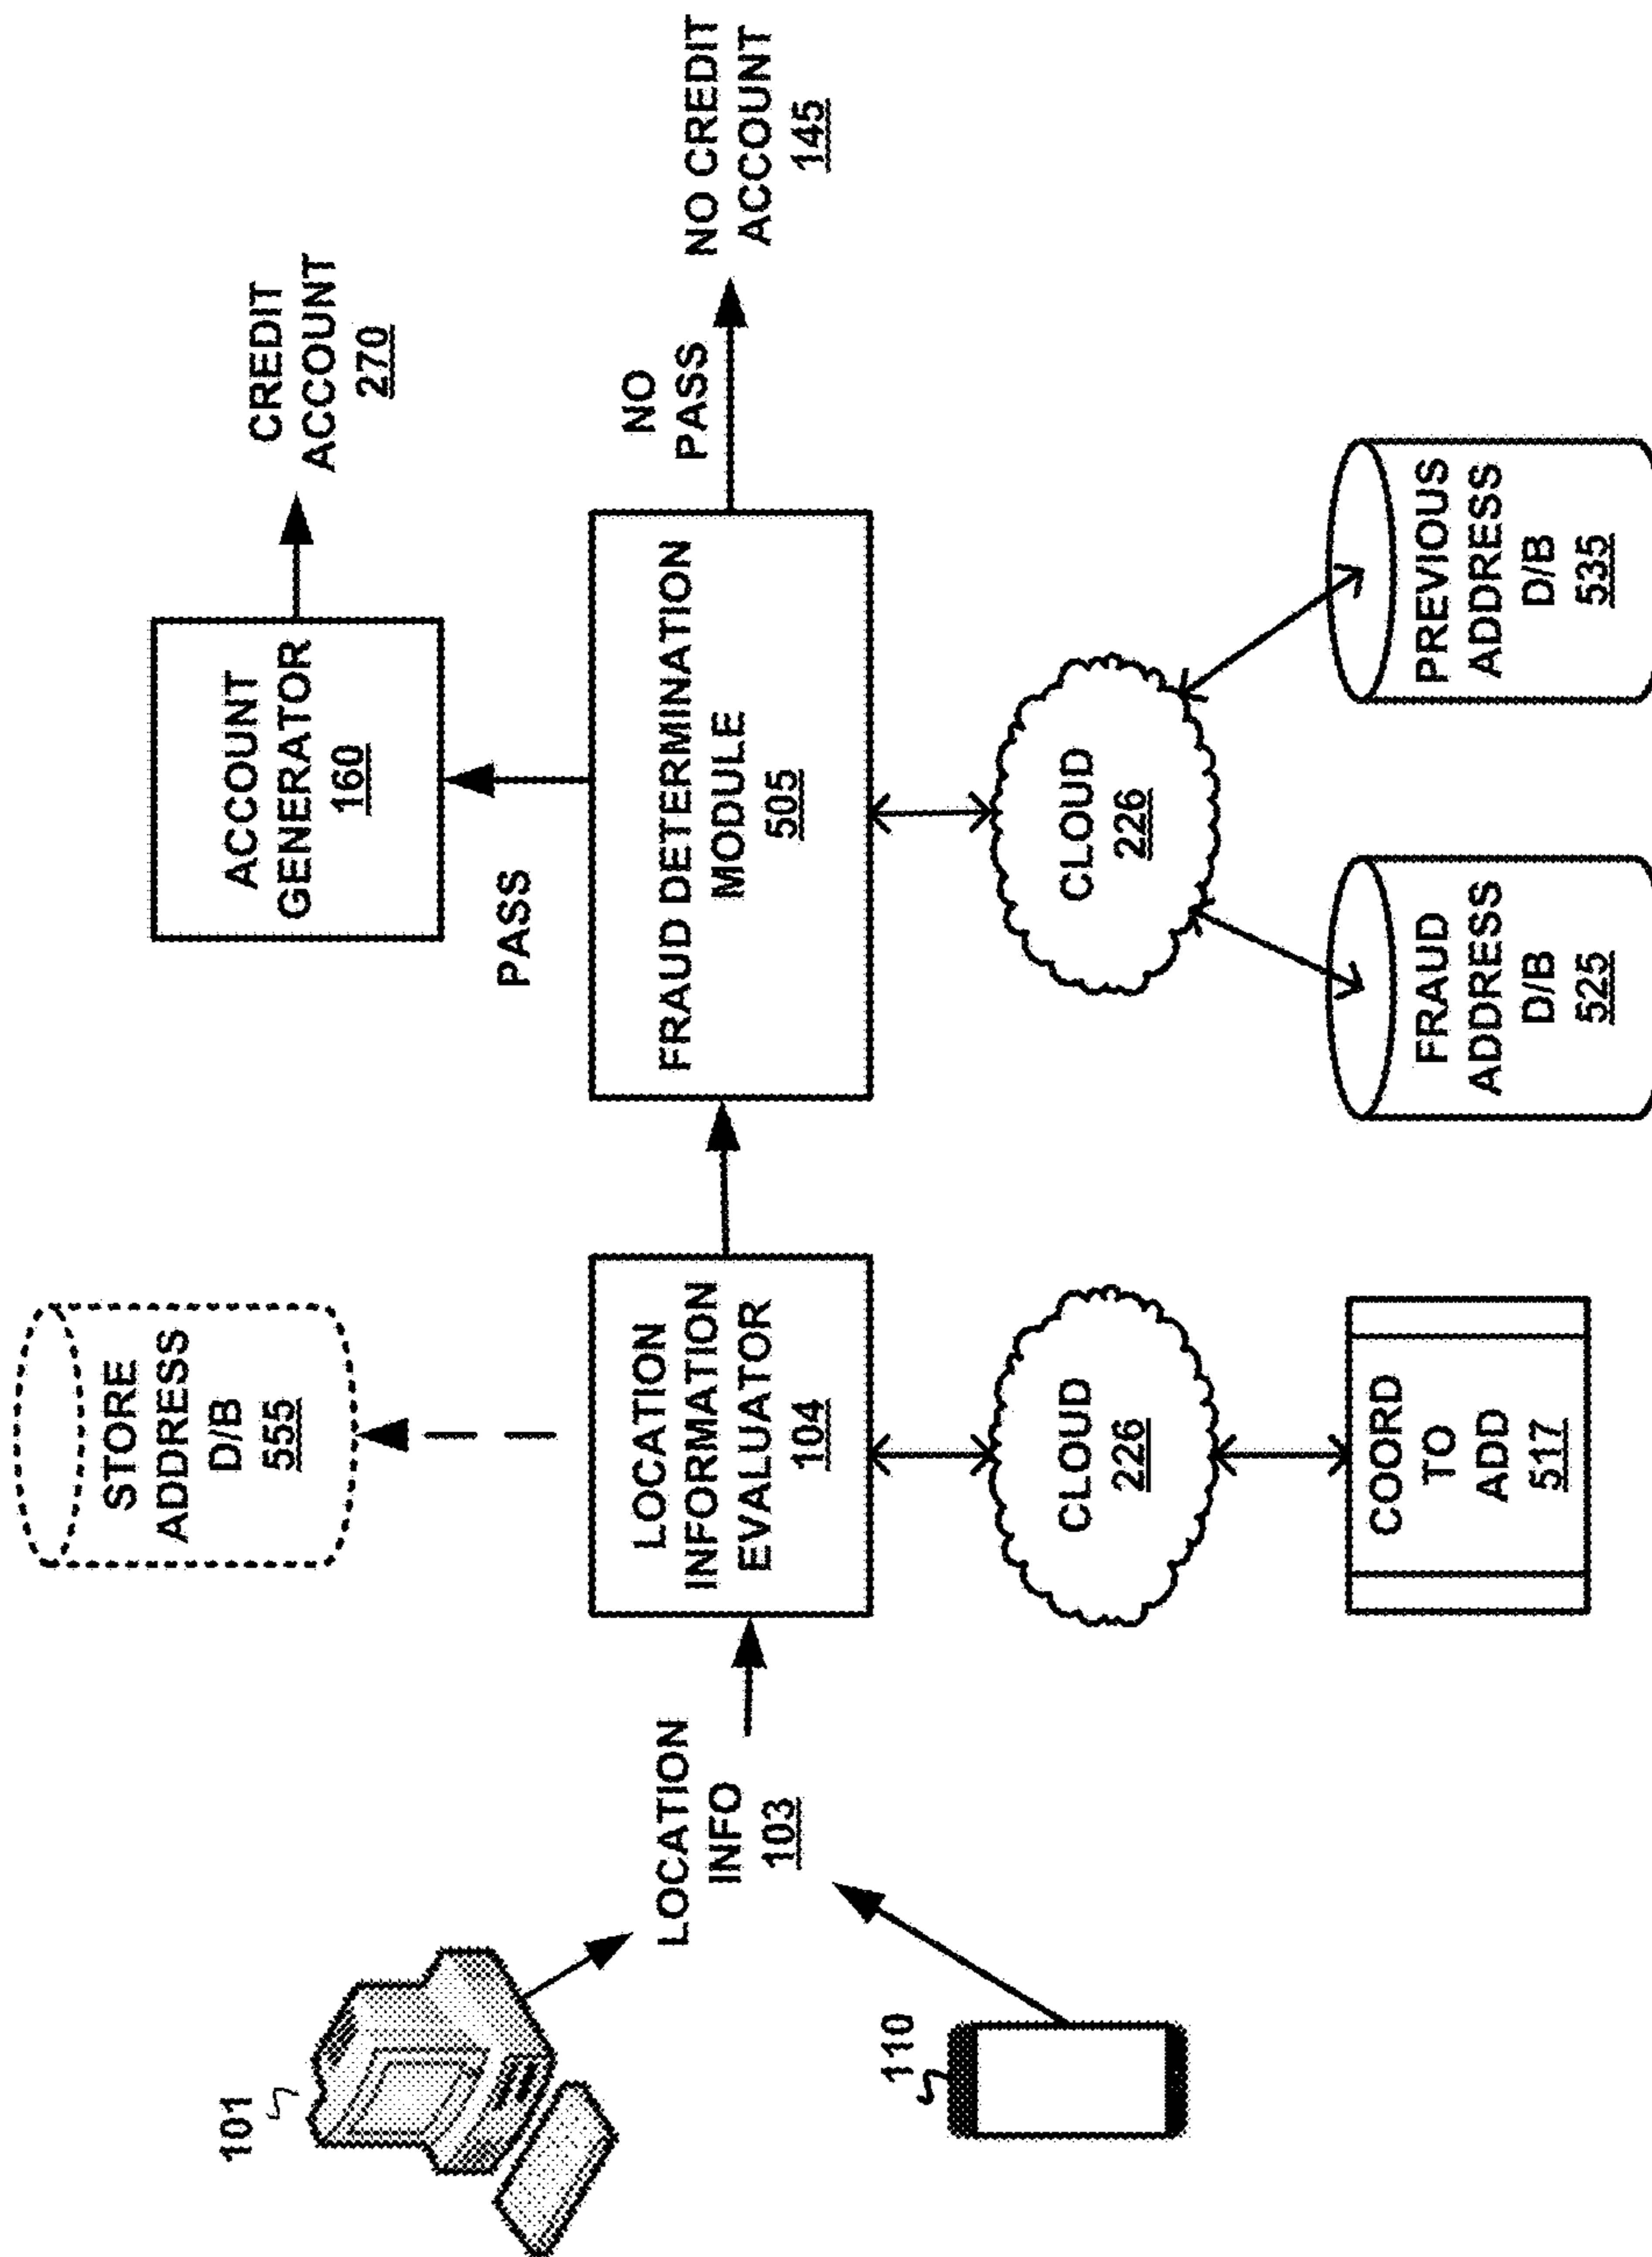 101
110
LOCATION
INFO
103
STORE
ADDRESS
D/B
555
LOCATION
INFORMATION
EVALUATOR
104
CLOUD
226
COORD
TO
ADD
517
ACCOUNT
GENERATOR
160
CREDIT
ACCOUNT
270
PASS
FRAUD DETERMINATION
MODULE
505
NO
PASS
NO CREDIT
ACCOUNT
145
CLOUD
226
FRAUD
ADDRESS
D/B
525
PREVIOUS
ADDRESS
D/B
535